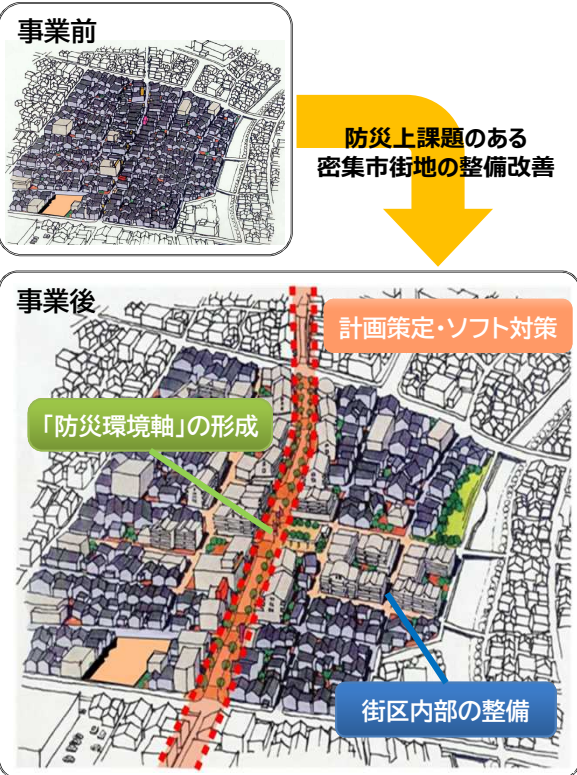 事業前
防災上課題のある
密集市街地の整備改善
事業後
計画策定・ソフト対策
「防災環境軸」の形成
街区内部の整備